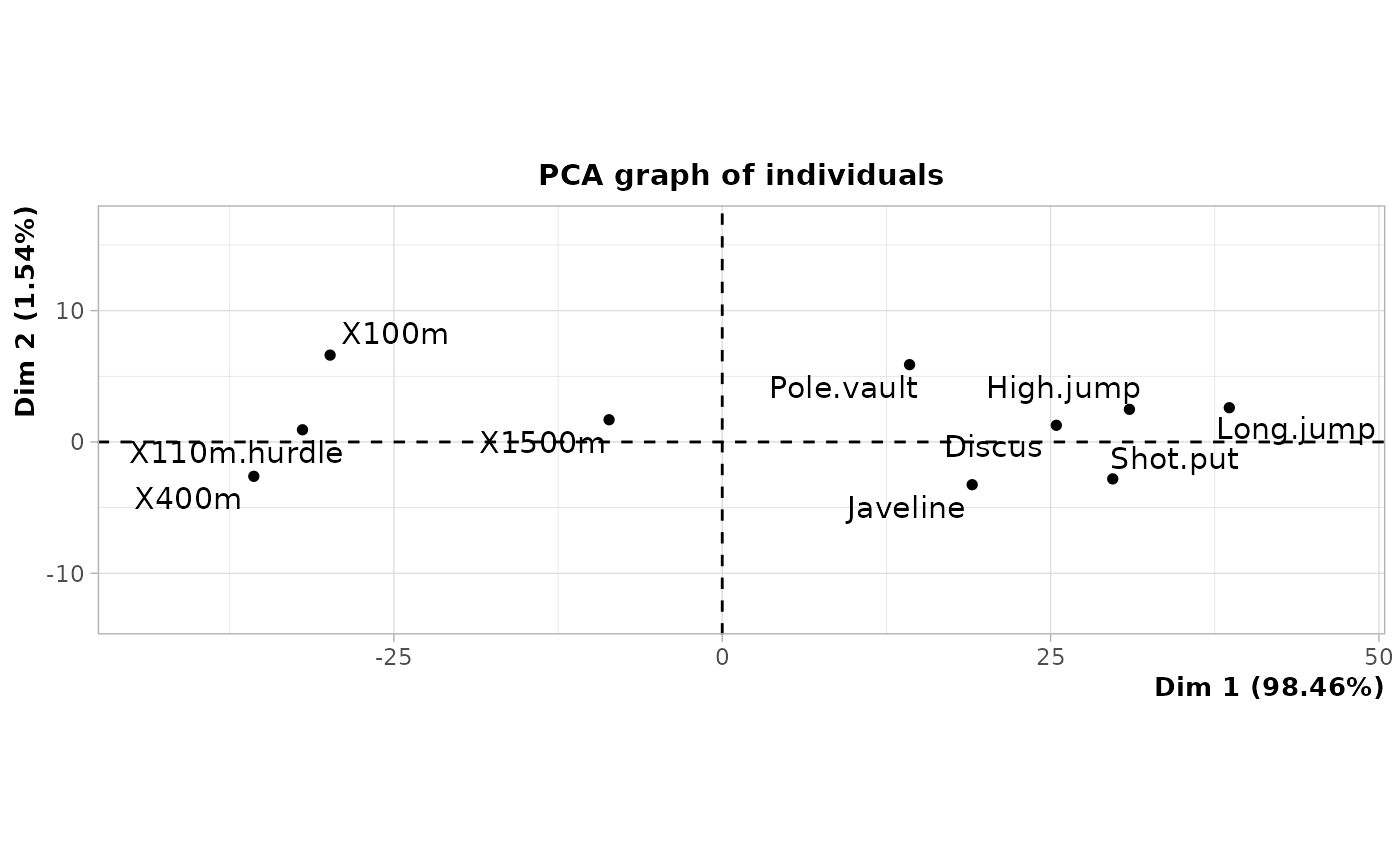 PCA graph of individuals
Dim 2 (1.54%)
10
0
-10
X100m
X110m.hurdle
X400m
X1500m
Pole.vault
High.jump
Long.jump
Discus
Shot.put
Javeline
-25
0
25
50
Dim 1 (98.46%)